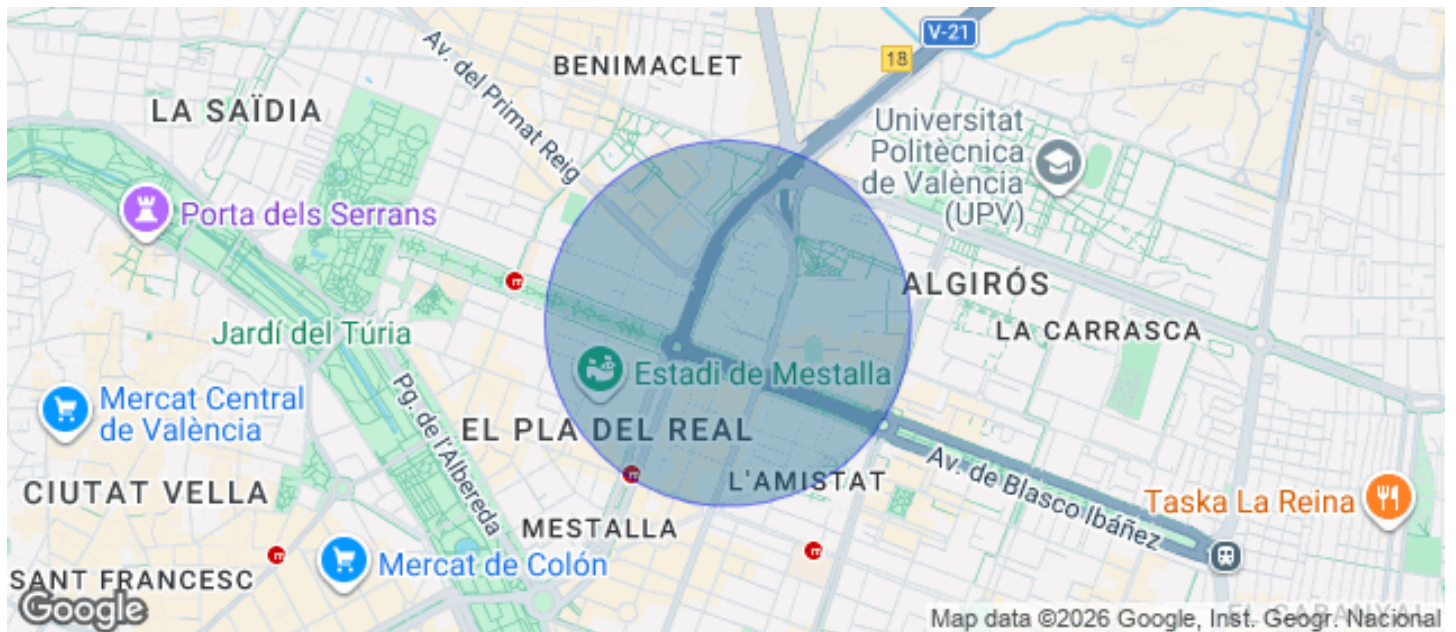 V-21
18
Av. del Primat Reig
BENIMACLET
LA SAÏDIA
Universitat
Politècnica
de València
(UPV)
Porta dels Serrans
ALGIRÓS
LA CARRASCA
Jardí del Túria
Estadi de Mestalla
Mercat Central
de València
Pg. de l'Albereda
EL PLA DEL REAL
L'AMISTAT
Av. de Blasco Ibáñez
CIUTAT VELLA
Taska La Reina
MESTALLA
Mercat de Colón
SANT FRANCESC
Google
Map data ©2026 Google, Inst. Geogr. Nacional